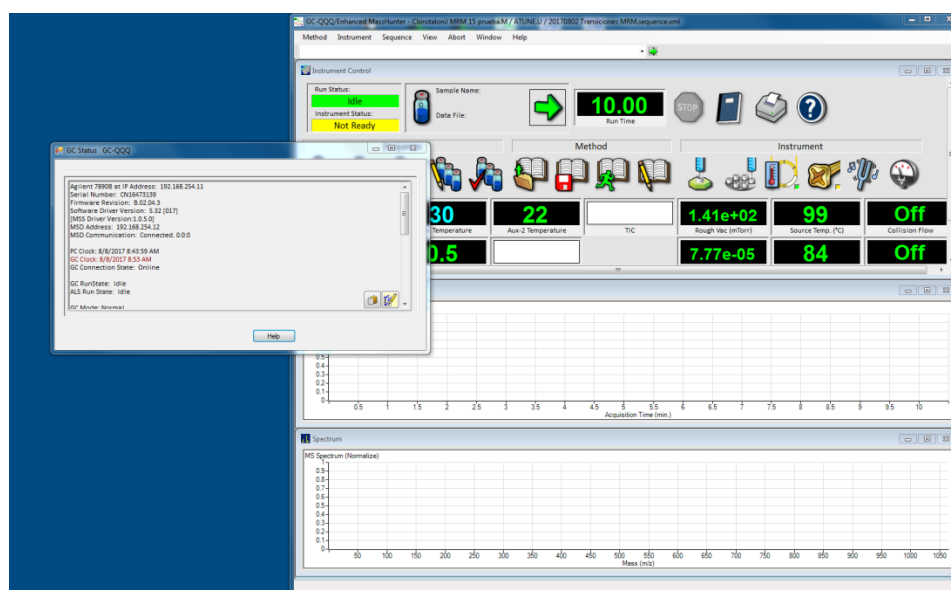 GC-QQQ/Enhanced MassHunter - Clorotalonil MRM 15 prueba.M / ATUNE.U / 20170802 Transiciones MRM.sequence.xml
Method Instrument Sequence View Abort Window Help
Instrument Control
Run Status:
Idle
Instrument Status:
Not Ready
Sample Name:
Data File:
10.00
Run Time
STOP
Method
Instrument
30
Temperature
22
Aux-2 Temperature
TIC
1.41e+02
Rough Vac (mTorr)
99
Source Temp. (°C)
Off
Collision Flow
0.5
7.77e-05
84
Off
GC Status GC-QQQ
Agilent 7890B at IP Address: 192.168.254.11
Serial Number: CN16473139
Firmware Revision: B.02.04.3
Software Driver Version: 5.32 [017]
[MSS Driver Version:1.0.5.0]
MSD Address: 192.168.254.12
MSD Communication: Connected. 0:0:0
PC Clock: 8/8/2017 8:43:59 AM
GC Clock: 8/8/2017 8:53 AM
GC Connection State: Online
GC RunState: Idle
ALS Run State: Idle
GC Mode: Normal
Help
0.5
0.4
0.3
0.2
0.1
0
0.5 1 1.5 2 2.5 3 3.5 4 4.5 5 5.5 6 6.5 7 7.5 8 8.5 9 9.5 10
Acquisition Time (min.)
Spectrum
MS Spectrum (Normalize)
1
0.9
0.8
0.7
0.6
0.5
0.4
0.3
0.2
0.1
0
50 100 150 200 250 300 350 400 450 500 550 600 650 700 750 800 850 900 950 1000 1050
Mass (m/z)